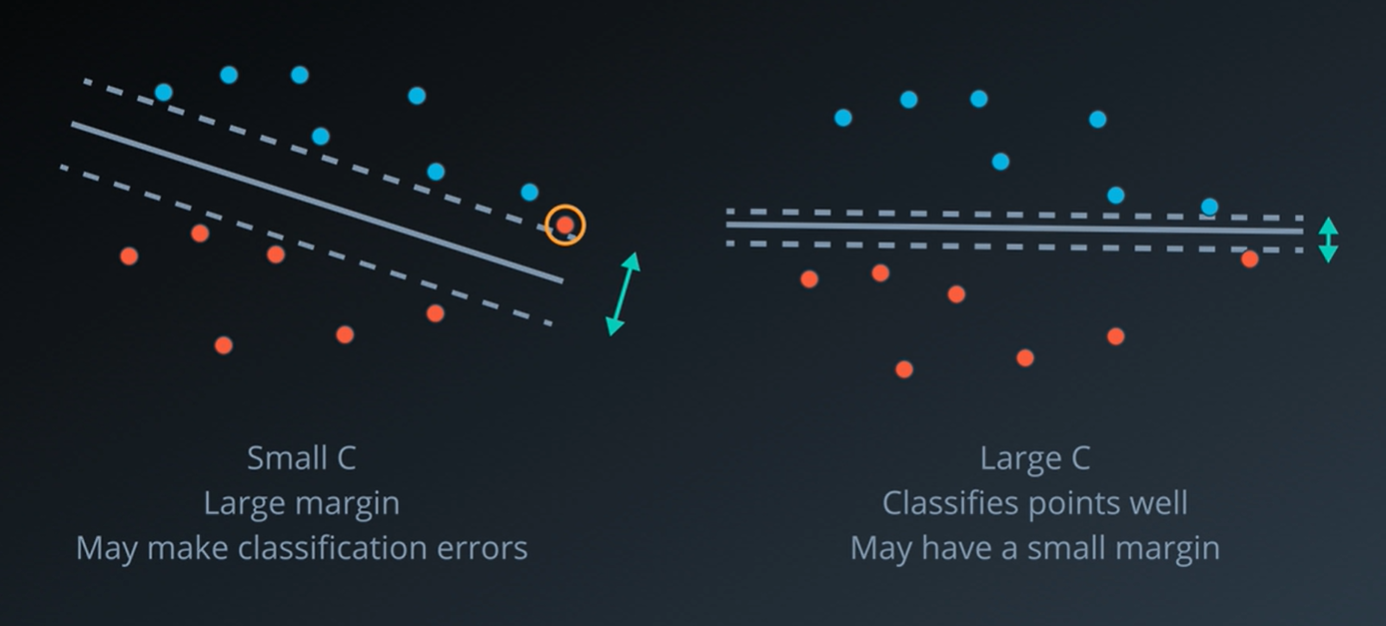 Small C
Large margin
May make classification errors
Large C
Classifies points well
May have a small margin